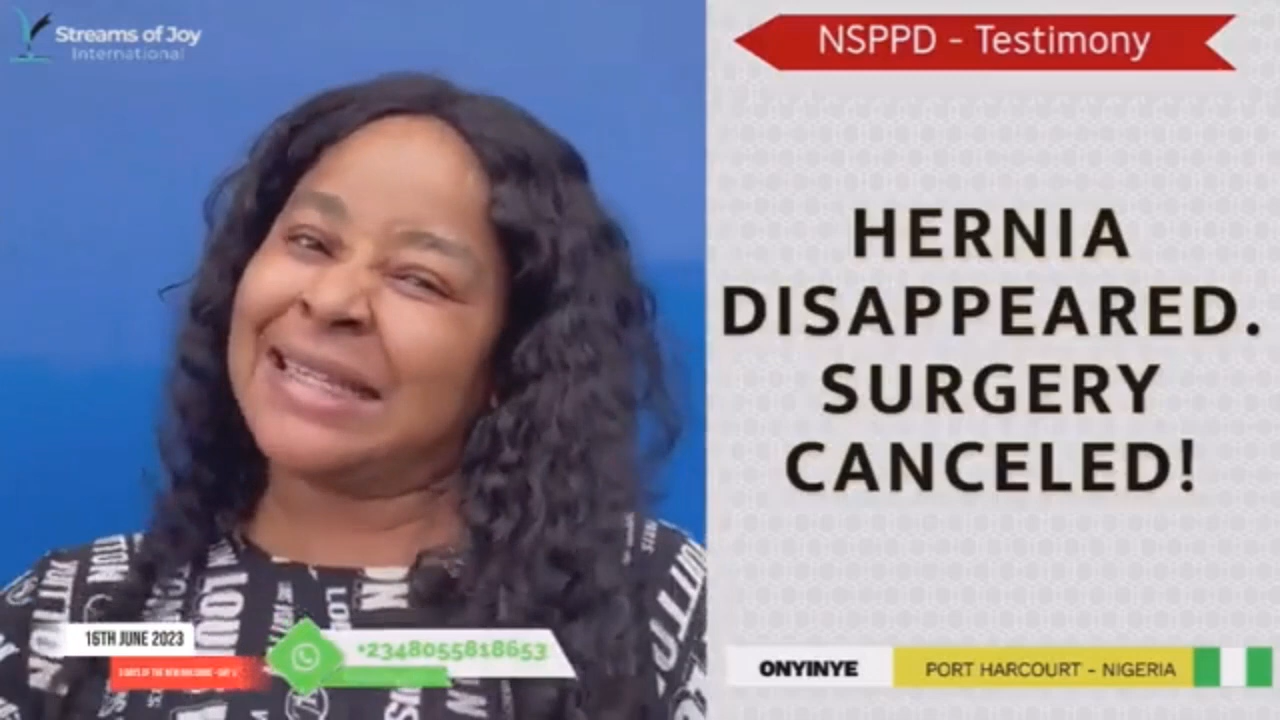 Streams of Joy
International
NSPPD - Testimony
HERNIA
DISAPPEARED.
SURGERY
CANCELED!
16TH JUNE 2023
+2348055818653
ONYINYE
PORT HARCOURT - NIGERIA